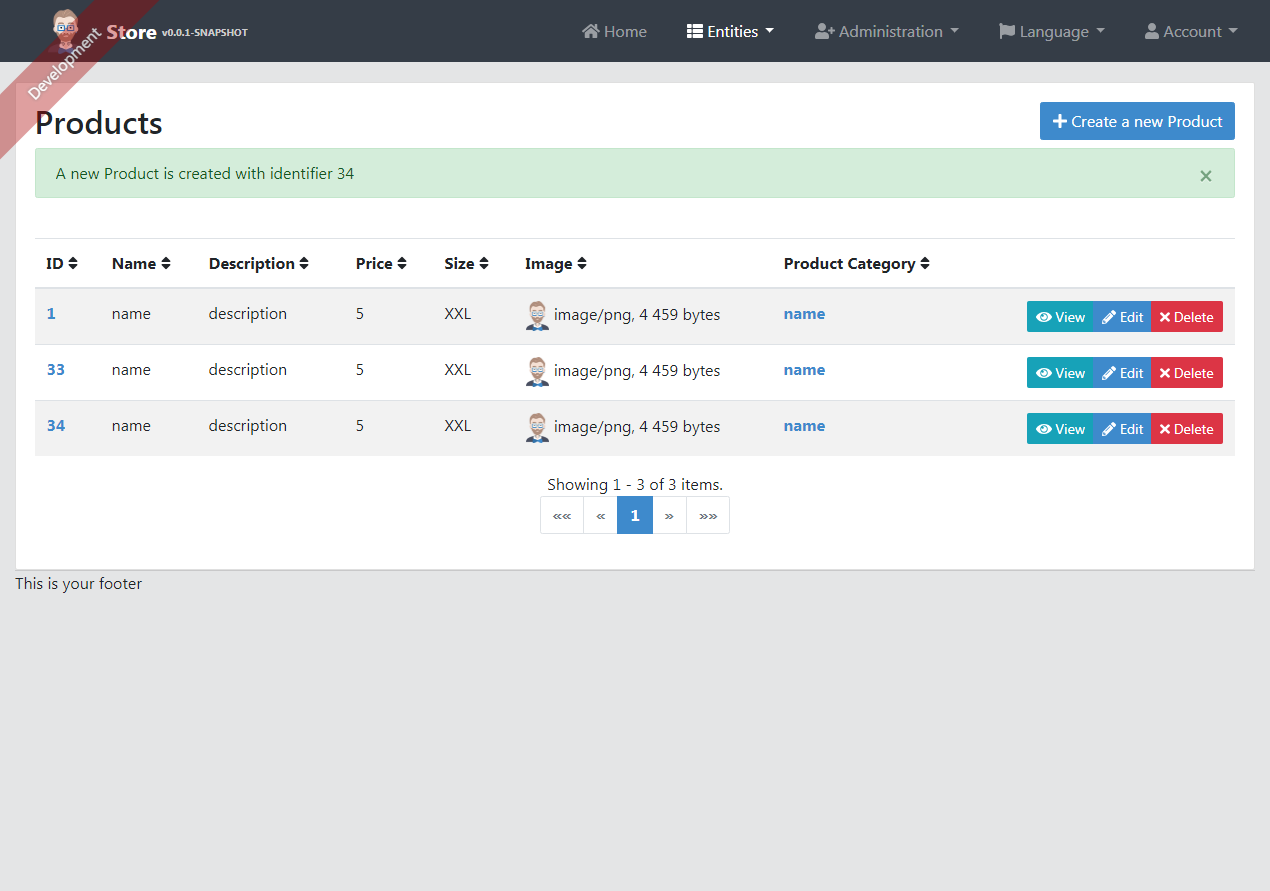 Store v0.0.1-SNAPSHOT Home Entities Administration Language Account
Development
Products Create a new Product
A new Product is created with identifier 34 ×
ID Name Description Price Size Image Product Category
1 name description 5 XXL image/png, 4 459 bytes name View Edit Delete
33 name description 5 XXL image/png, 4 459 bytes name View Edit Delete
34 name description 5 XXL image/png, 4 459 bytes name View Edit Delete
Showing 1 - 3 of 3 items.
«« « 1 » »»
This is your footer